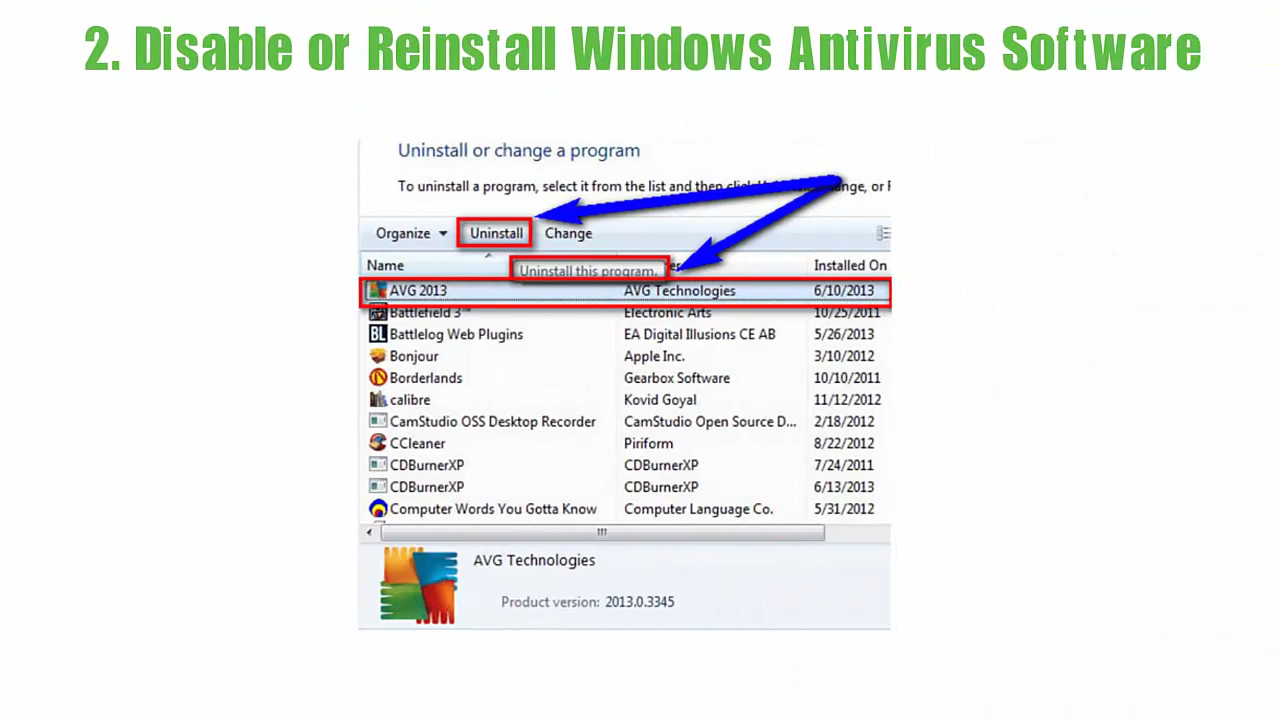 2. Disable or Reinstall Windows Antivirus Software
Uninstall or change a program
To uninstall a program, select it from the list and then click
Organize Uninstall Change
Uninstall this program.
Name Installed On
AVG 2013 AVG Technologies 6/10/2013
Battlefield 3™ Electronic Arts 10/25/2011
Battlelog Web Plugins EA Digital Illusions CE AB 5/26/2013
Bonjour Apple Inc. 3/10/2012
Borderlands Gearbox Software 10/10/2011
calibre Kovid Goyal 11/12/2012
CamStudio OSS Desktop Recorder CamStudio Open Source D... 2/18/2012
CCleaner Piriform 8/22/2012
CDBurnerXP CDBurnerXP 7/24/2011
CDBurnerXP CDBurnerXP 6/13/2013
Computer Words You Gotta Know Computer Language Co. 5/31/2012
AVG Technologies
Product version: 2013.0.3345